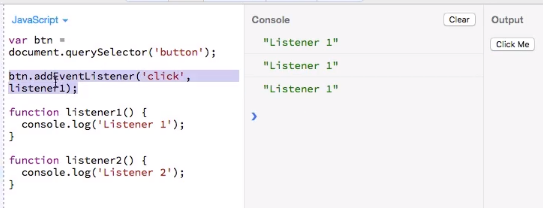 JavaScript
var btn =
document.querySelector('button');
btn.addEventListener('click',
listener1);
function listener1() {
console.log('Listener 1');
}
function listener2() {
console.log('Listener 2');
}
Console
Clear
"Listener 1"
"Listener 1"
"Listener 1"
Output
Click Me